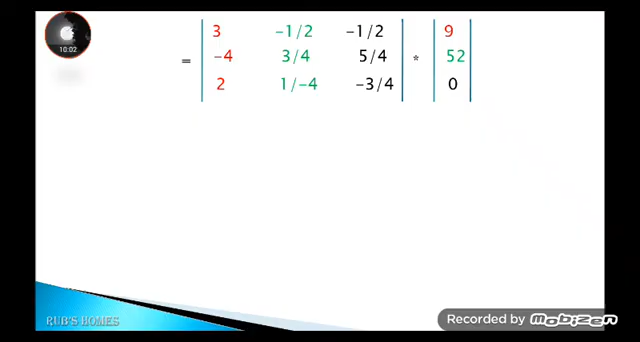 10:02
3 -1/2 -1/2 9
= -4 3/4 5/4 * 52
2 1/-4 -3/4 0
RUB'S HOMES
Recorded by Mobizen